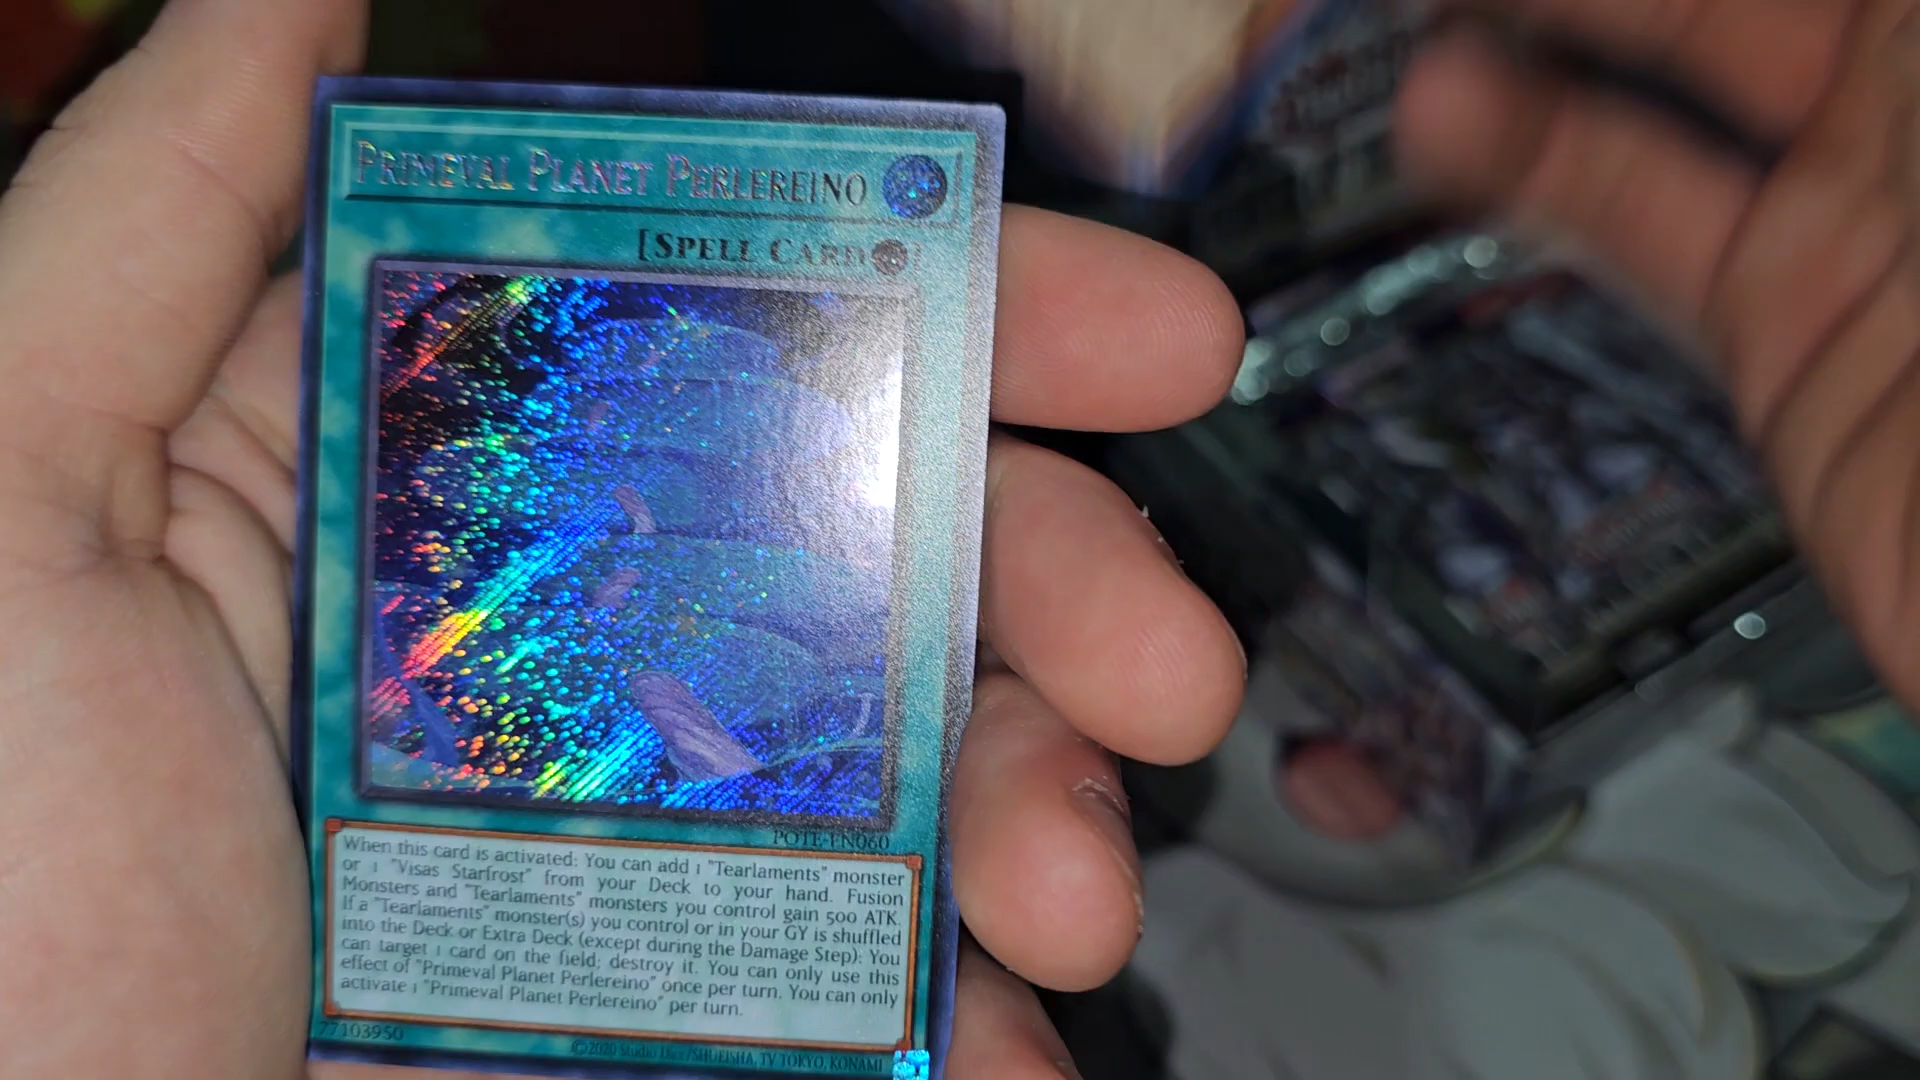 PRIMEVAL PLANET PERLEREINO
[SPELL CARD]
POTE-EN060
When this card is activated: You can add 1 "Tearlaments" monster
or 1 "Visas Starfrost" from your Deck to your hand. Fusion
Monsters and "Tearlaments" monsters you control gain 500 ATK.
If a "Tearlaments" monster(s) you control or in your GY is shuffled
into the Deck or Extra Deck (except during the Damage Step): You
can target 1 card on the field; destroy it. You can only use this
effect of "Primeval Planet Perlereino" once per turn. You can only
activate 1 "Primeval Planet Perlereino" per turn.
77103950
©2020 Studio Dice/SHUEISHA, TV TOKYO, KONAMI